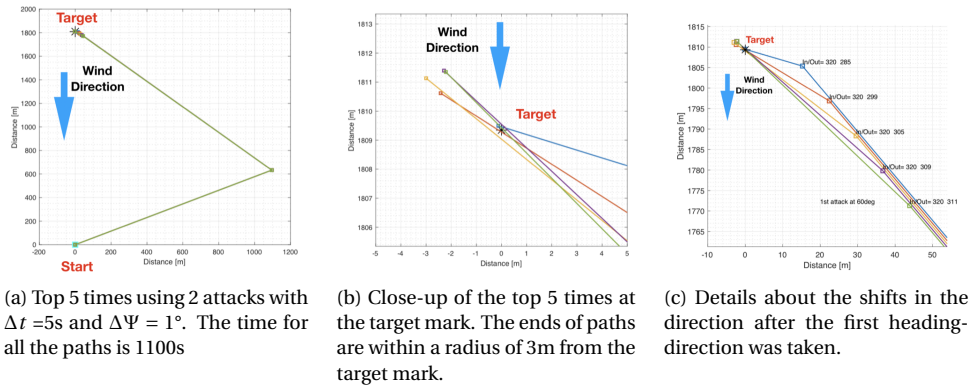 2000
1800
1600
1400
1200
1000
800
600
400
200
0
-200
0
200
400
600
800
1000
1200
Distance [m]
Distance [m]
Target
Wind
Direction
Start
1813
1812
1811
1810
1809
1808
1807
1806
-5
-4
-3
-2
-1
0
1
2
3
4
5
Distance [m]
Distance [m]
Wind
Direction
Target
1815
1810
1805
1800
1795
1790
1785
1780
1775
1770
1765
-10
0
10
20
30
40
50
Distance [m]
Distance [m]
Target
Wind
Direction
In/Out= 320 285
In/Out= 320 299
In/Out= 320 305
In/Out= 320 309
1st attack at 60deg
In/Out= 320 311
(a) Top 5 times using 2 attacks with
Δt =5s and ΔΨ = 1°. The time for
all the paths is 1100s
(b) Close-up of the top 5 times at
the target mark. The ends of paths
are within a radius of 3m from the
target mark.
(c) Details about the shifts in the
direction after the first heading-
direction was taken.